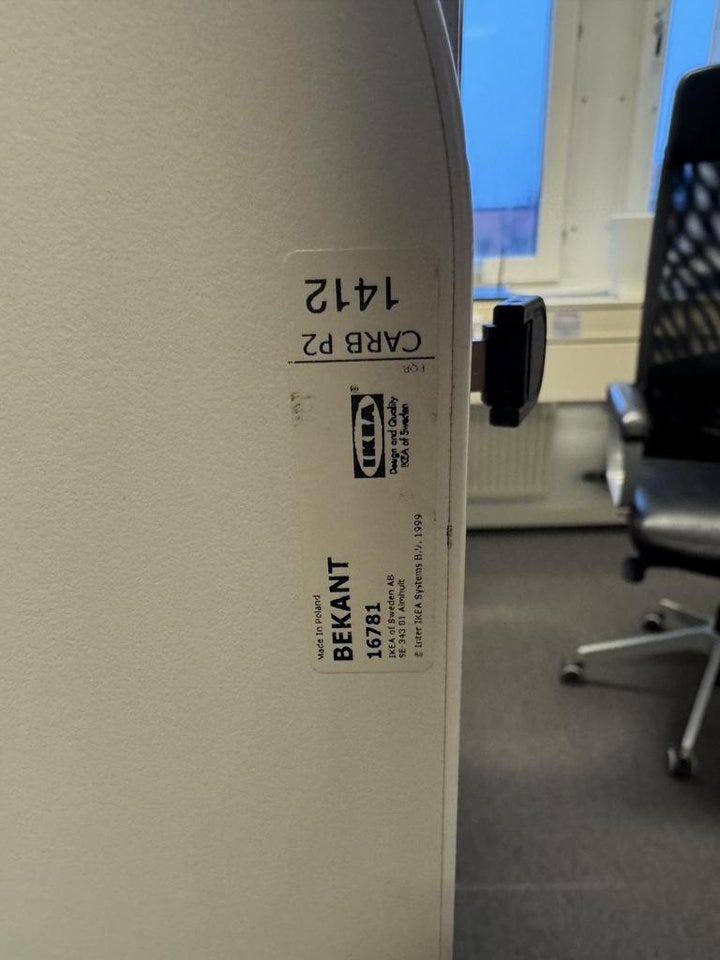 Made in Poland
BEKANT
16781
IKEA of Sweden AB
SE-343 81 Älmhult
© Inter IKEA Systems B.V. 1999
IKEA®
Design and Quality
IKEA of Sweden
FOR
CARB P2
1412